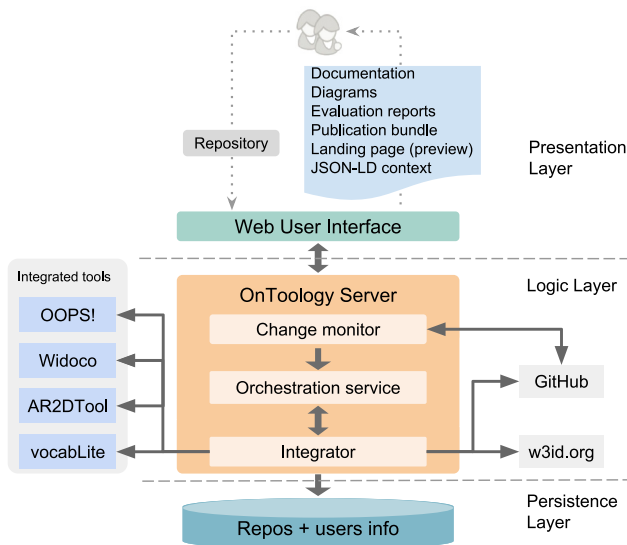 Documentation
Diagrams
Evaluation reports
Publication bundle
Landing page (preview)
JSON-LD context
Repository
Presentation
Layer
Web User Interface
Integrated tools
OOPS!
Widoco
AR2DTool
vocabLite
OnToology Server
Change monitor
Orchestration service
Integrator
Logic Layer
GitHub
w3id.org
Repos + users info
Persistence
Layer